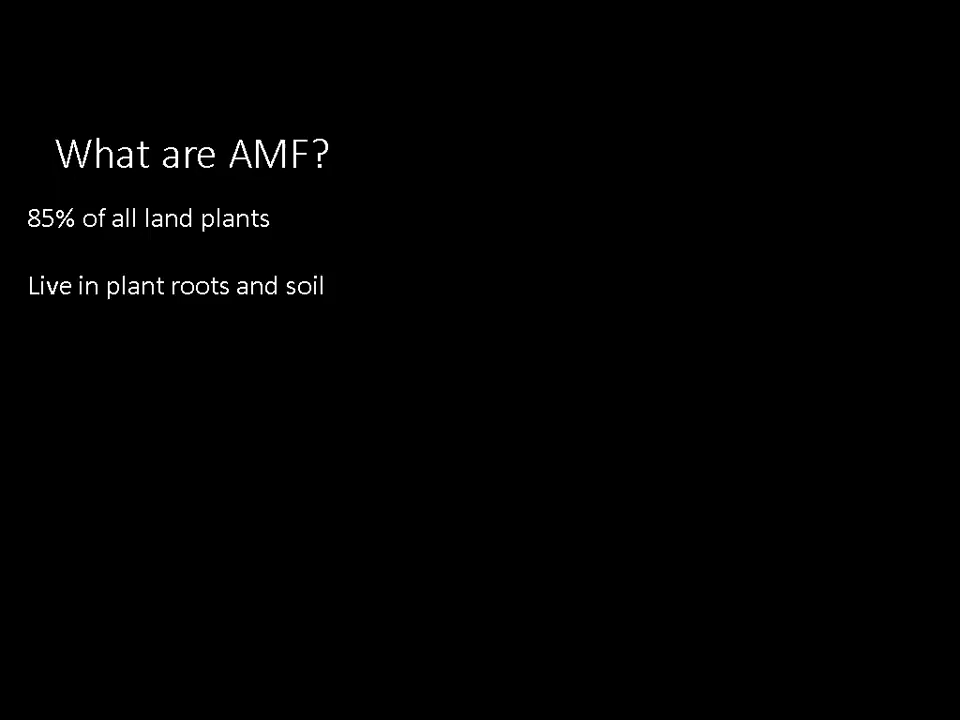 What are AMF?
85% of all land plants
Live in plant roots and soil